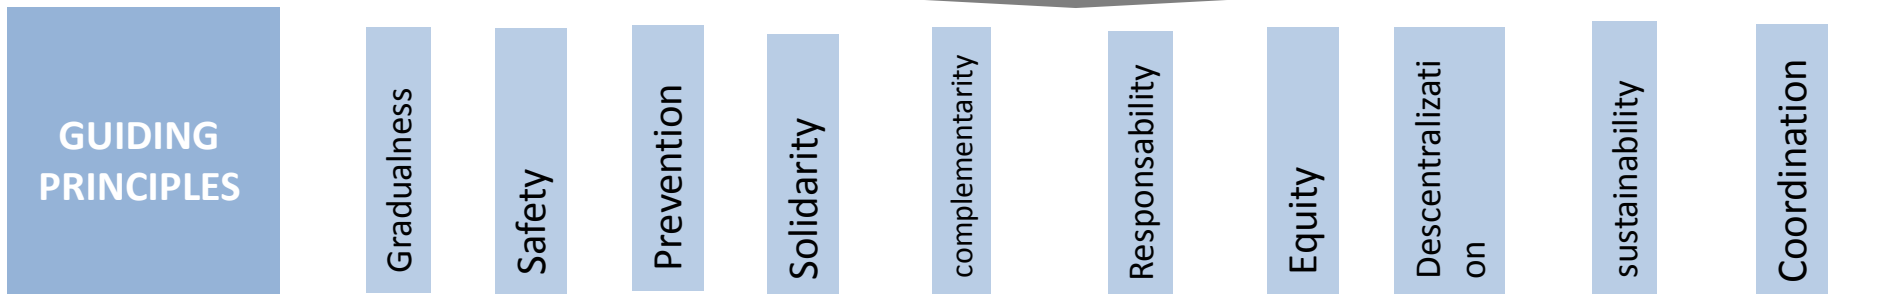 GUIDING
PRINCIPLES
Gradualness
Safety
Prevention
Solidarity
complementarity
Responsability
Equity
Descentralizati
on
sustainability
Coordination